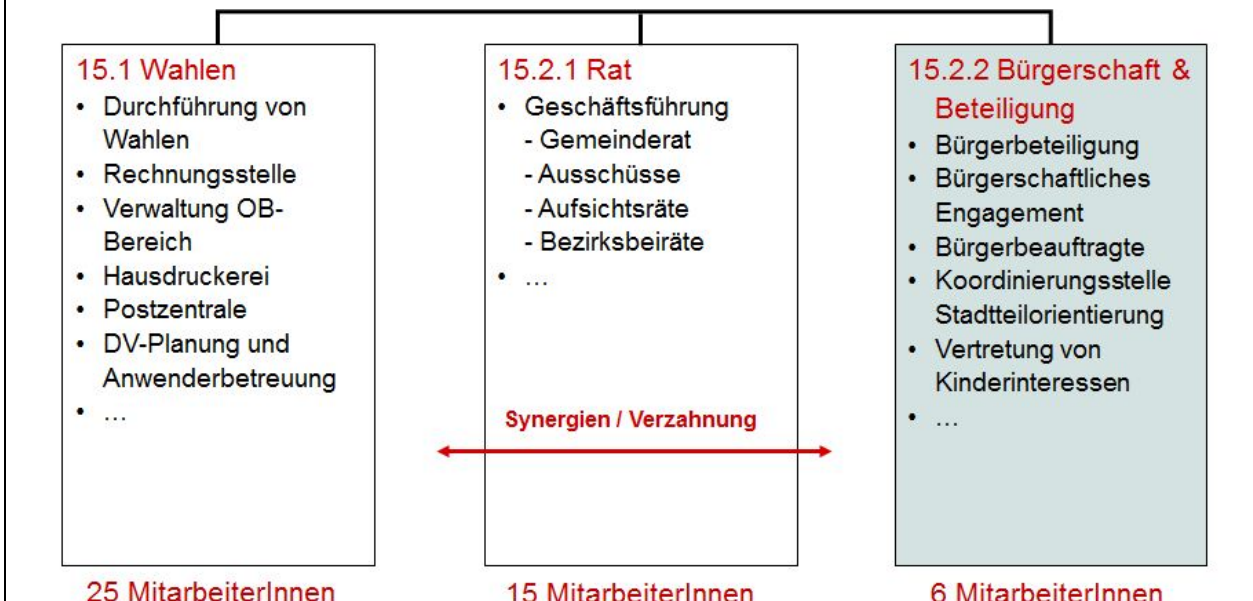 15.1 Wahlen
• Durchführung von
Wahlen
• Rechnungsstelle
• Verwaltung OB-
Bereich
• Hausdruckerei
• Postzentrale
• DV-Planung und
Anwenderbetreuung
• …
25 MitarbeiterInnen
15.2.1 Rat
• Geschäftsführung
- Gemeinderat
- Ausschüsse
- Aufsichtsräte
- Bezirksbeiräte
• …
Synergien / Verzahnung
15 MitarbeiterInnen
15.2.2 Bürgerschaft &
Beteiligung
• Bürgerbeteiligung
• Bürgerschaftliches
Engagement
• Bürgerbeauftragte
• Koordinierungsstelle
Stadtteilorientierung
• Vertretung von
Kinderinteressen
• …
6 MitarbeiterInnen